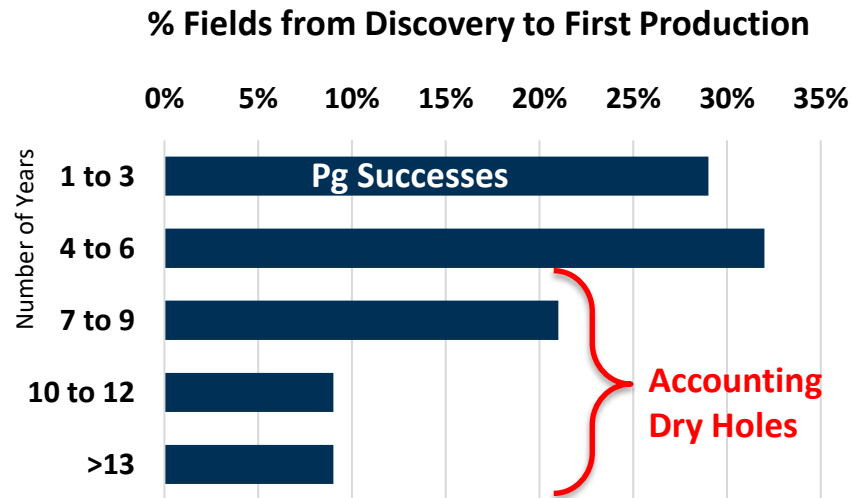 % Fields from Discovery to First Production
0% 5% 10% 15% 20% 25% 30% 35%
Number of Years
1 to 3
Pg Successes
4 to 6
7 to 9
10 to 12
>13
Accounting
Dry Holes